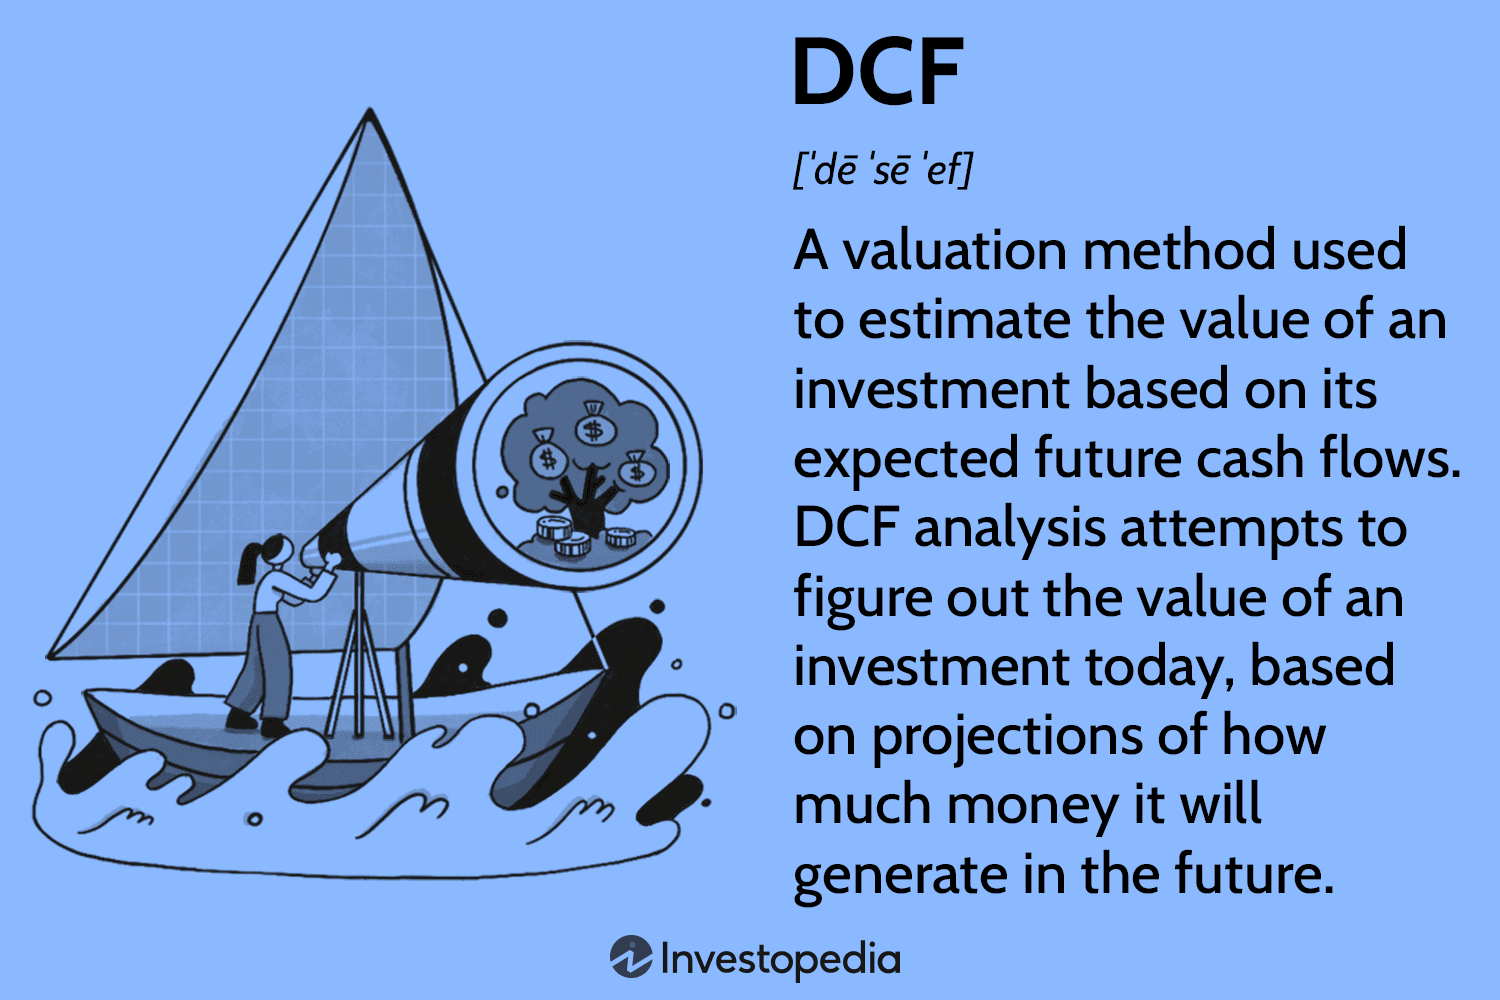 DCF
[ˈdē ˈsē ˈef]
A valuation method used
to estimate the value of an
investment based on its
expected future cash flows.
DCF analysis attempts to
figure out the value of an
investment today, based
on projections of how
much money it will
generate in the future.
$
$
$
Investopedia